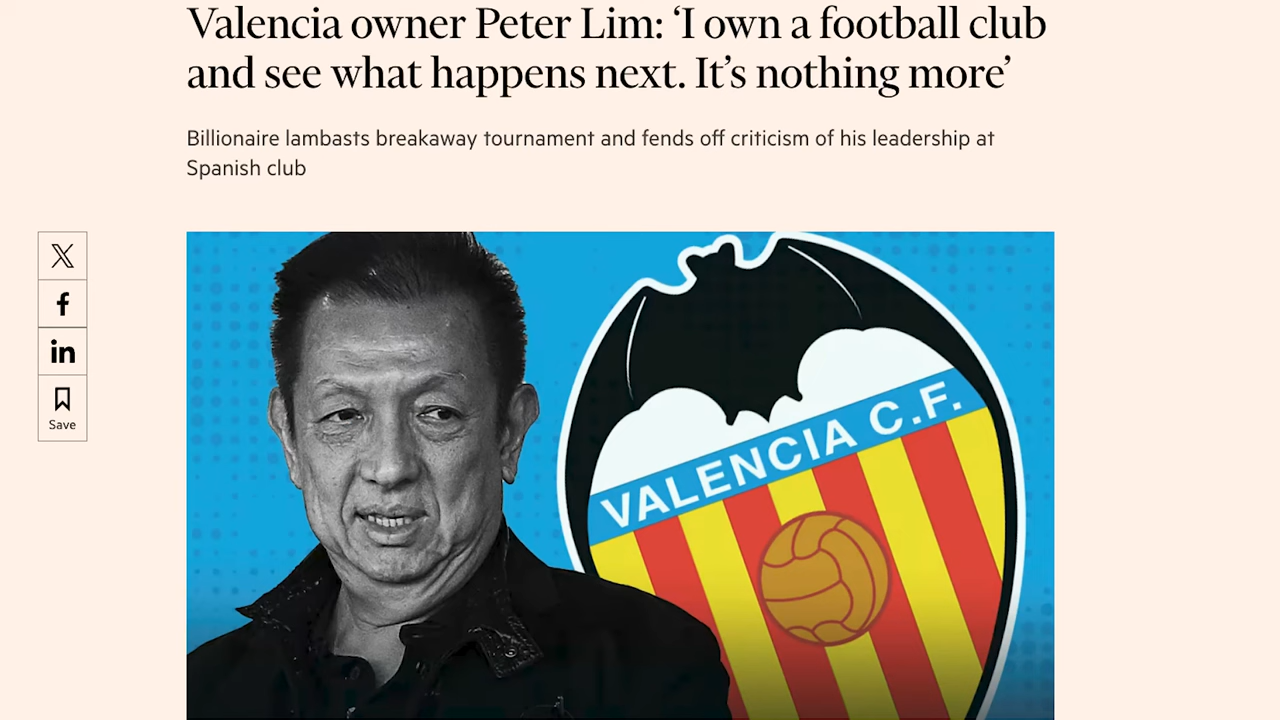 Valencia owner Peter Lim: ‘I own a football club
and see what happens next. It’s nothing more’
Billionaire lambasts breakaway tournament and fends off criticism of his leadership at
Spanish club
Save
VALENCIA C.F.